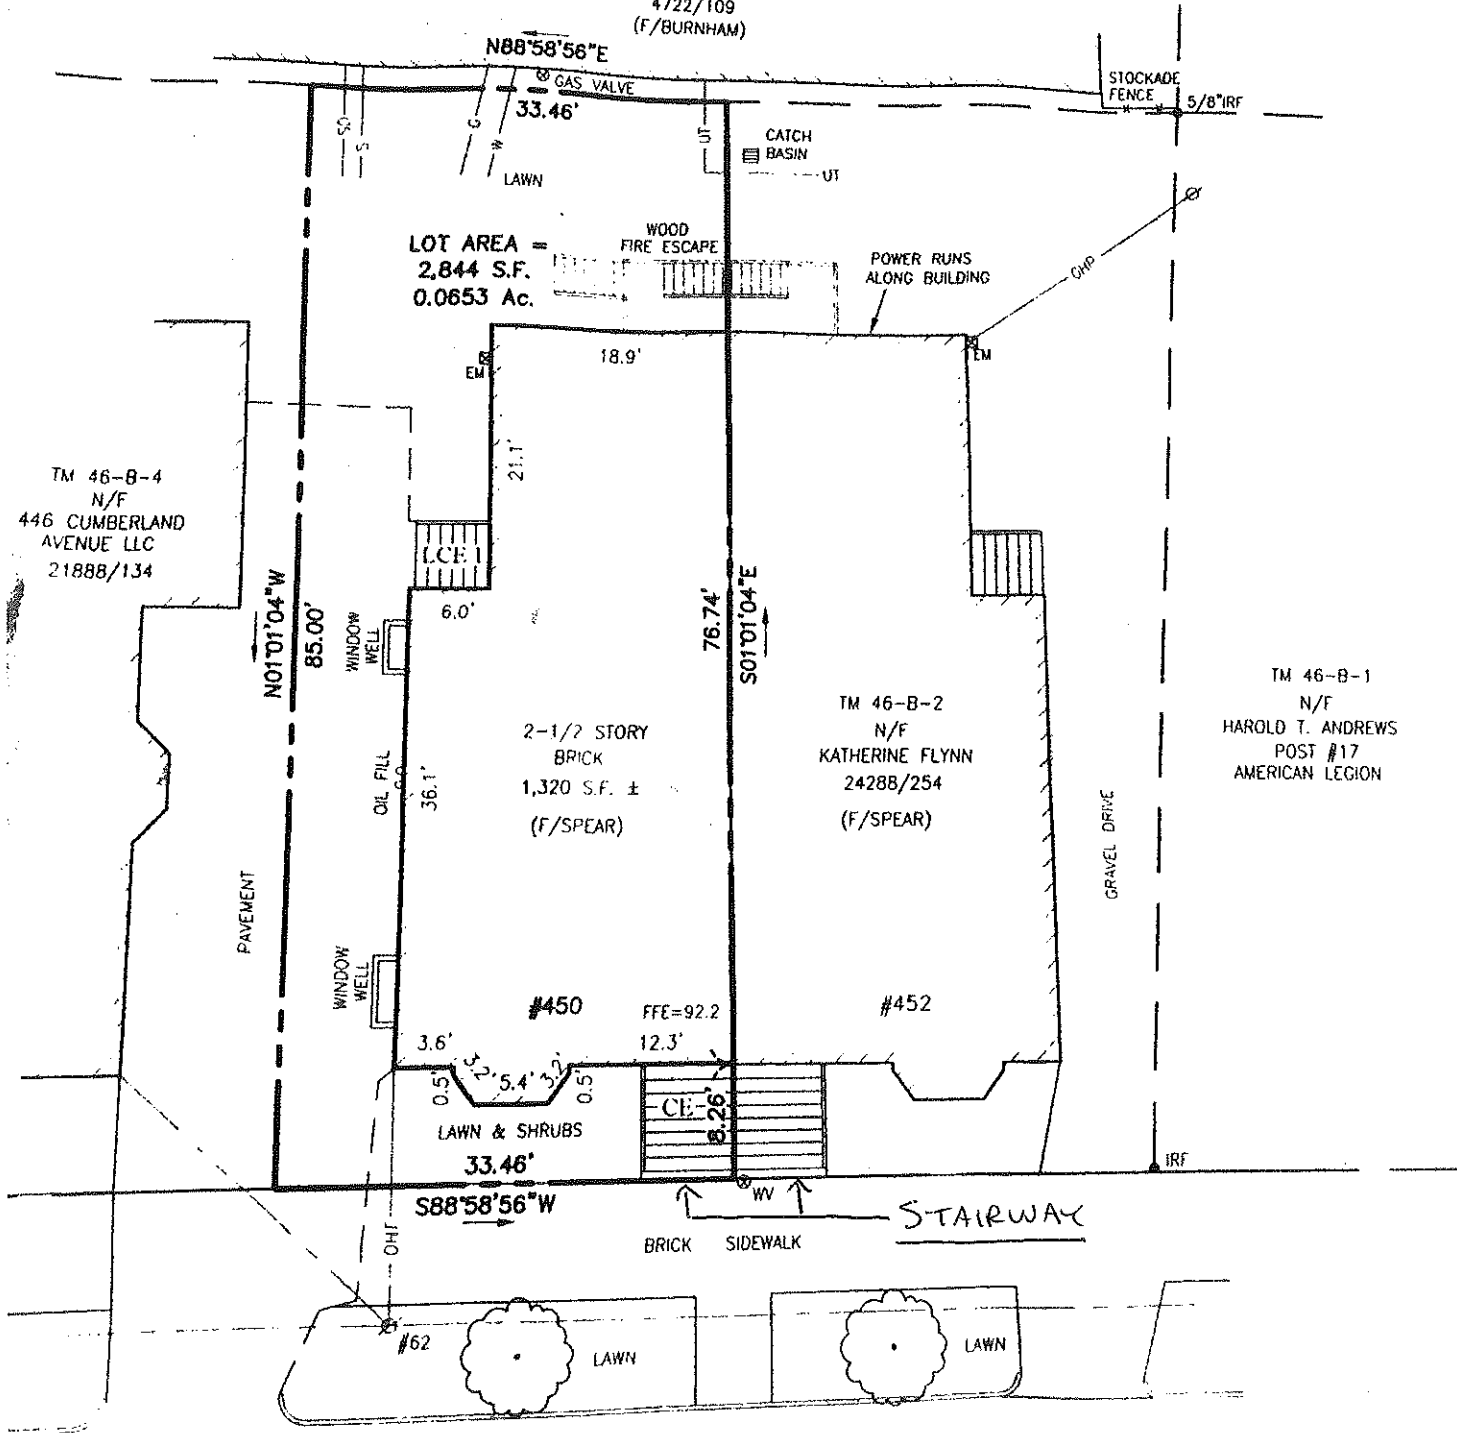 4722/109
(F/BURNHAM)
N88°58'56"E
GAS VALVE
33.46'
STOCKADE
FENCE
5/8"IRF
G
W
S
UT
CATCH
BASIN
UT
LAWN
LOT AREA =
2,844 S.F.
0.0653 Ac.
WOOD
FIRE ESCAPE
POWER RUNS
ALONG BUILDING
OHP
18.9'
EM
EM
21.1'
TM 46-B-4
N/F
446 CUMBERLAND
AVENUE LLC
21888/134
LCE 1
6.0'
N01°01'04"W
85.00'
WINDOW
WELL
76.74'
S01°01'04"E
TM 46-B-1
N/F
HAROLD T. ANDREWS
POST #17
AMERICAN LEGION
2-1/2 STORY
BRICK
1,320 S.F. ±
(F/SPEAR)
TM 46-B-2
N/F
KATHERINE FLYNN
24288/254
(F/SPEAR)
OIL FILL
36.1'
GRAVEL DRIVE
PAVEMENT
WINDOW
WELL
#450
FFE=92.2
#452
3.6'
12.3'
0.5'
3.2'
5.4'
3.2'
0.5'
CE
8.26'
LAWN & SHRUBS
33.46'
S88°58'56"W
WV
IRF
STAIRWAY
OHT
BRICK SIDEWALK
#62
LAWN
LAWN